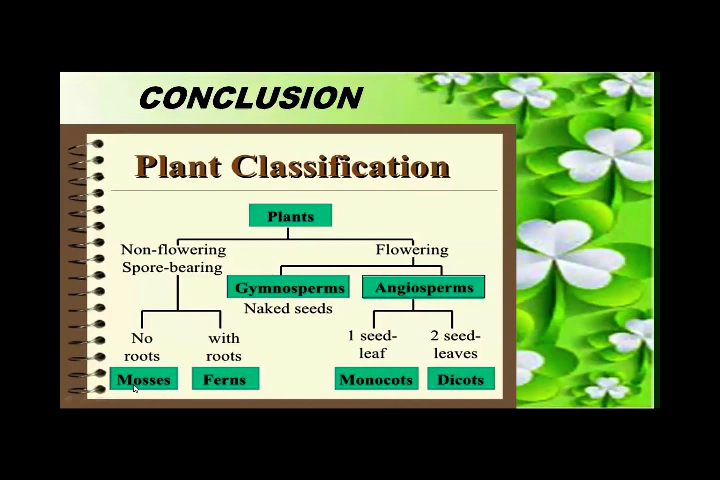 CONCLUSION
Plant Classification
Plants
Non-flowering
Spore-bearing
Flowering
Gymnosperms
Angiosperms
Naked seeds
No
roots
with
roots
1 seed-
leaf
2 seed-
leaves
Mosses
Ferns
Monocots
Dicots